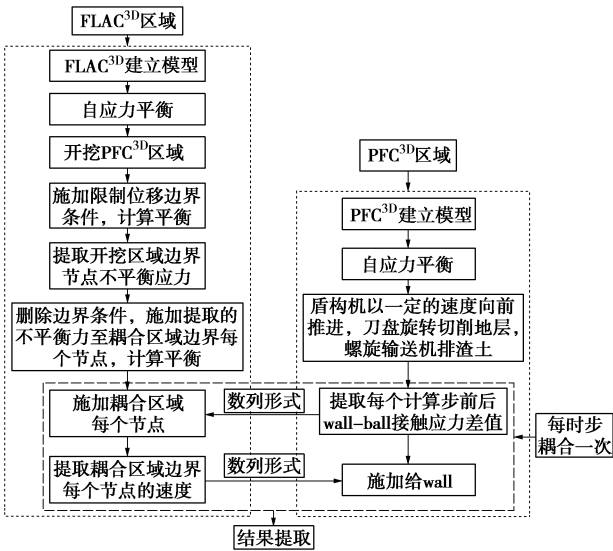 FLAC3D区域
FLAC3D建立模型
自应力平衡
开挖PFC3D区域
施加限制位移边界
条件，计算平衡
提取开挖区域边界
节点不平衡应力
删除边界条件，施加提取的
不平衡力至耦合区域边界每
个节点，计算平衡
施加耦合区域
每个节点
提取耦合区域边界
每个节点的速度
PFC3D区域
PFC3D建立模型
自应力平衡
盾构机以一定的速度向前
推进，刀盘旋转切削地层，
螺旋输送机排渣土
数列形式
提取每个计算步前后
wall-ball接触应力差值
数列形式
施加给wall
每时步
耦合一次
结果提取